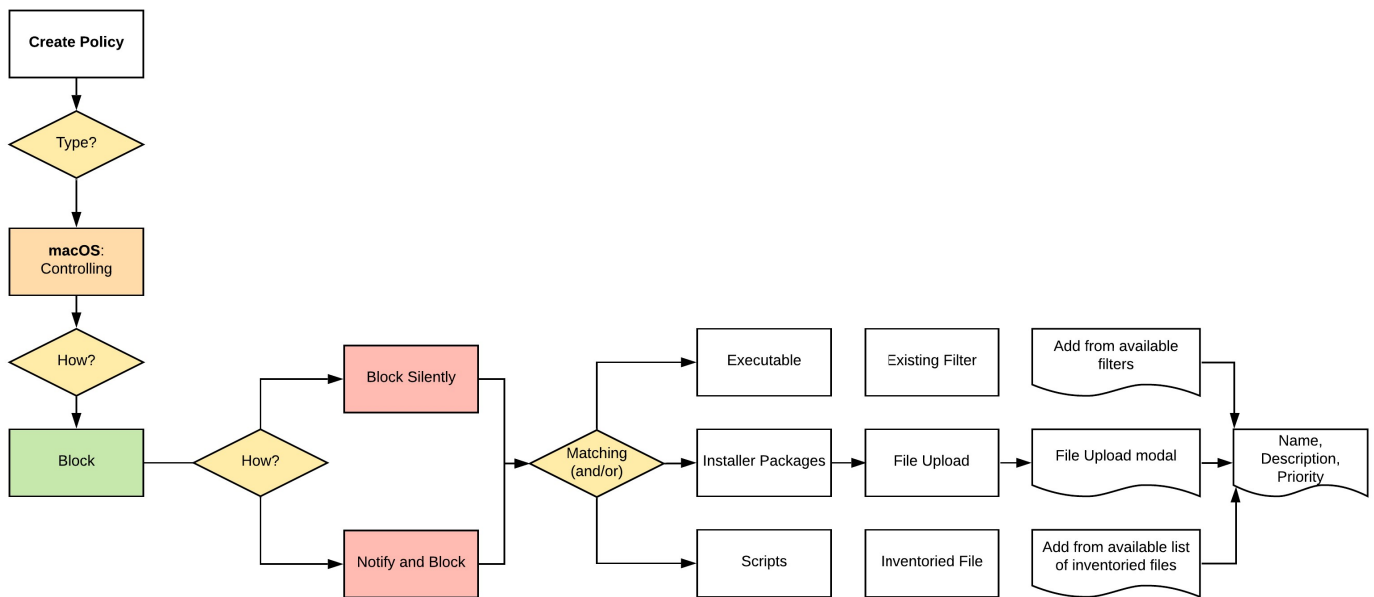 Create Policy
Type?
macOS:
Controlling
How?
Block
How?
Block Silently
Notify and Block
Matching
(and/or)
Executable
Installer Packages
Scripts
Existing Filter
File Upload
Inventoried File
Add from available
filters
File Upload modal
Add from available list
of inventoried files
Name,
Description,
Priority